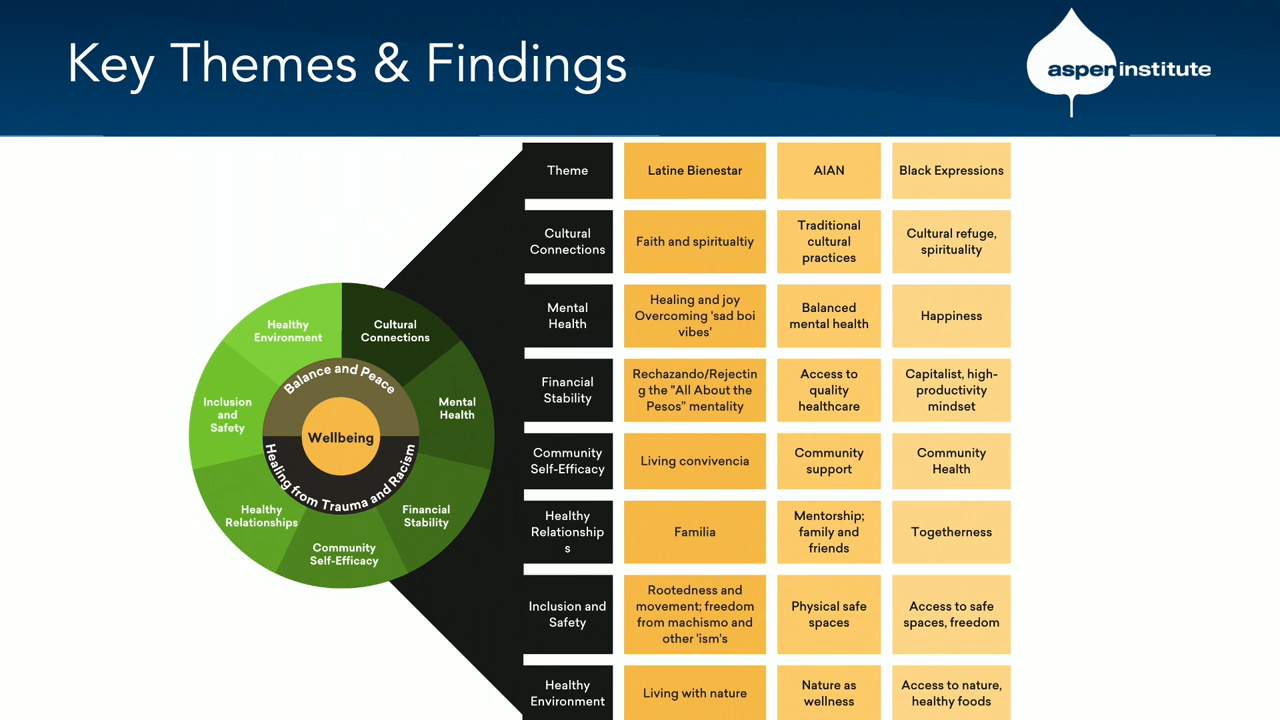 Key Themes & Findings
aspeninstitute
Healthy
Environment
Cultural
Connections
Inclusion
and
Safety
Mental
Health
Balance and Peace
Wellbeing
Healing from Trauma and Racism
Healthy
Relationships
Financial
Stability
Community
Self-Efficacy
Theme
Latine Bienestar
AIAN
Black Expressions
Cultural
Connections
Faith and spiritualtiy
Traditional
cultural
practices
Cultural refuge,
spirituality
Mental
Health
Healing and joy
Overcoming 'sad boi
vibes'
Balanced
mental health
Happiness
Financial
Stability
Rechazando/Rejectin
g the "All About the
Pesos" mentality
Access to
quality
healthcare
Capitalist, high-
productivity
mindset
Community
Self-Efficacy
Living convivencia
Community
support
Community
Health
Healthy
Relationship
s
Familia
Mentorship;
family and
friends
Togetherness
Inclusion and
Safety
Rootedness and
movement; freedom
from machismo and
other 'ism's
Physical safe
spaces
Access to safe
spaces, freedom
Healthy
Environment
Living with nature
Nature as
wellness
Access to nature,
healthy foods